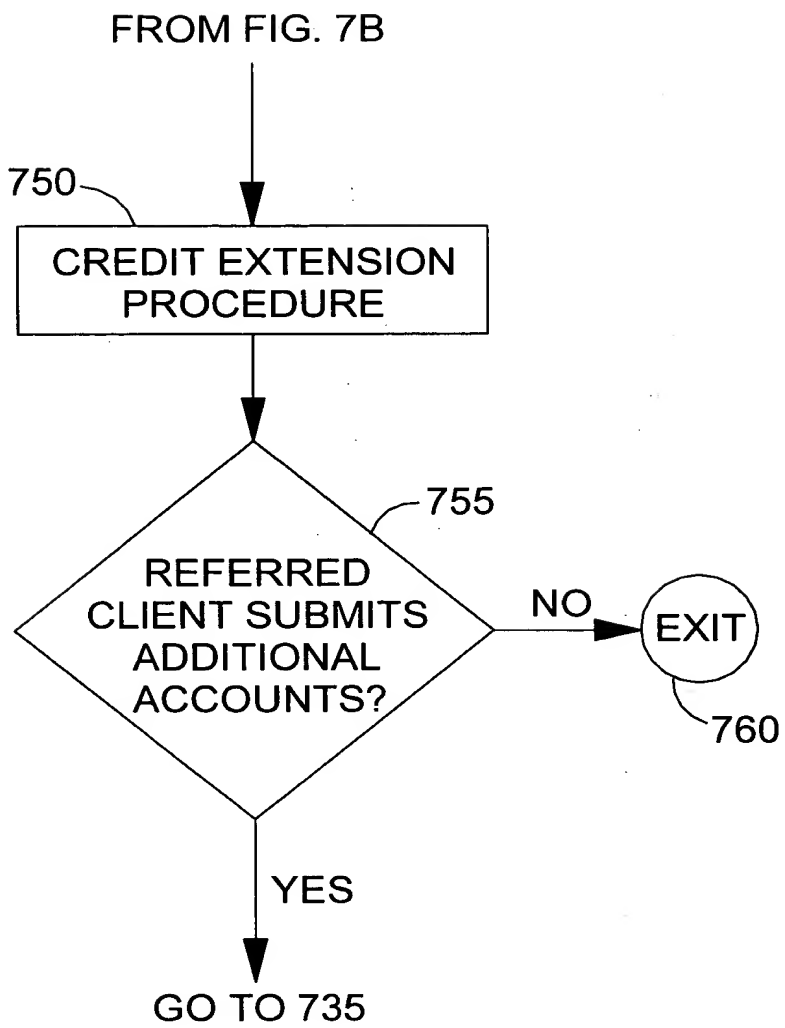 FROM FIG. 7B
750
CREDIT EXTENSION
PROCEDURE
755
REFERRED
CLIENT SUBMITS
ADDITIONAL
ACCOUNTS?
NO
EXIT
760
YES
GO TO 735